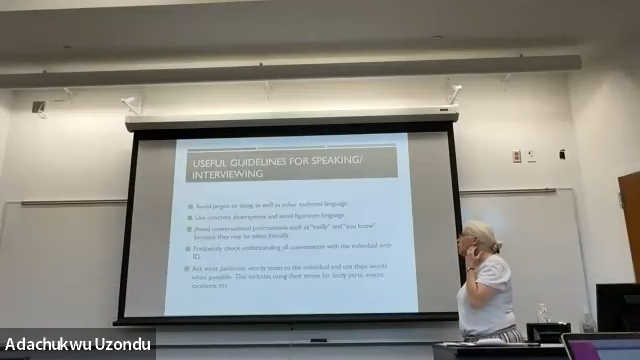 USEFUL GUIDELINES FOR SPEAKING/
INTERVIEWING
Avoid jargon or slang, as well as other technical language.
Use concrete descriptions and avoid figurative language.
Avoid conversational punctuations such as "really" and "you know"
because they may be taken literally.
Frequently check understanding of conversation with the individual with
ID.
Ask what particular words mean to the individual and use their words
when possible. This includes using their terms for body parts, events,
locations, etc
Adachukwu Uzondu